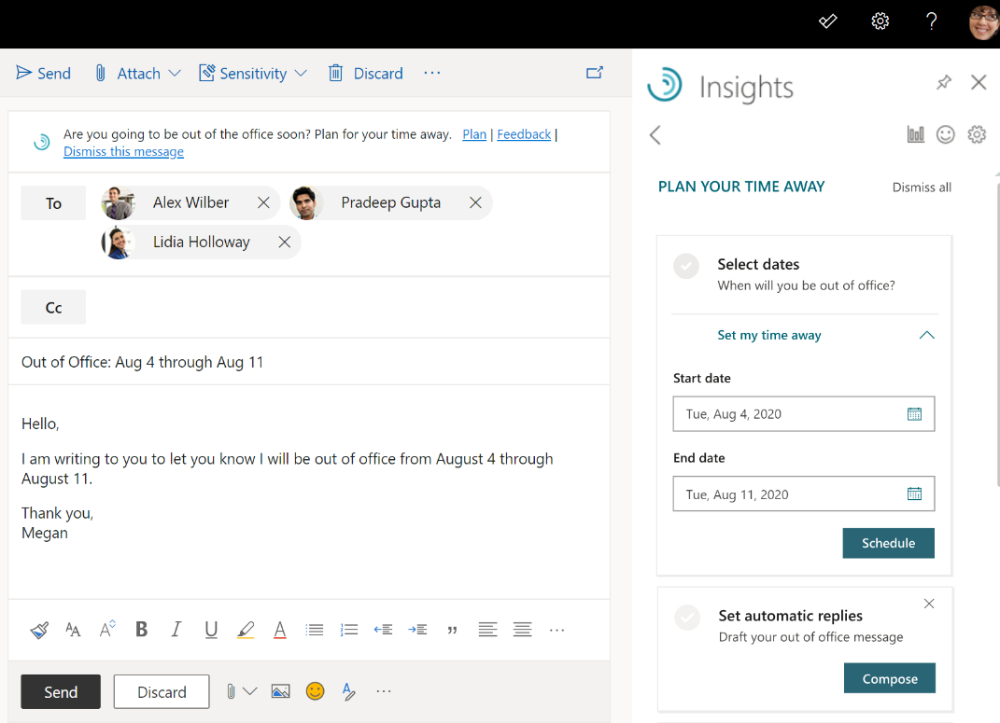 Send Attach Sensitivity Discard ...
Are you going to be out of the office soon? Plan for your time away. Plan | Feedback |
Dismiss this message
To Alex Wilber Pradeep Gupta
Lidia Holloway
Cc
Out of Office: Aug 4 through Aug 11
Hello,
I am writing to you to let you know I will be out of office from August 4 through
August 11.
Thank you,
Megan
Send Discard
Insights
PLAN YOUR TIME AWAY Dismiss all
Select dates
When will you be out of office?
Set my time away
Start date
Tue, Aug 4, 2020
End date
Tue, Aug 11, 2020
Schedule
Set automatic replies
Draft your out of office message
Compose